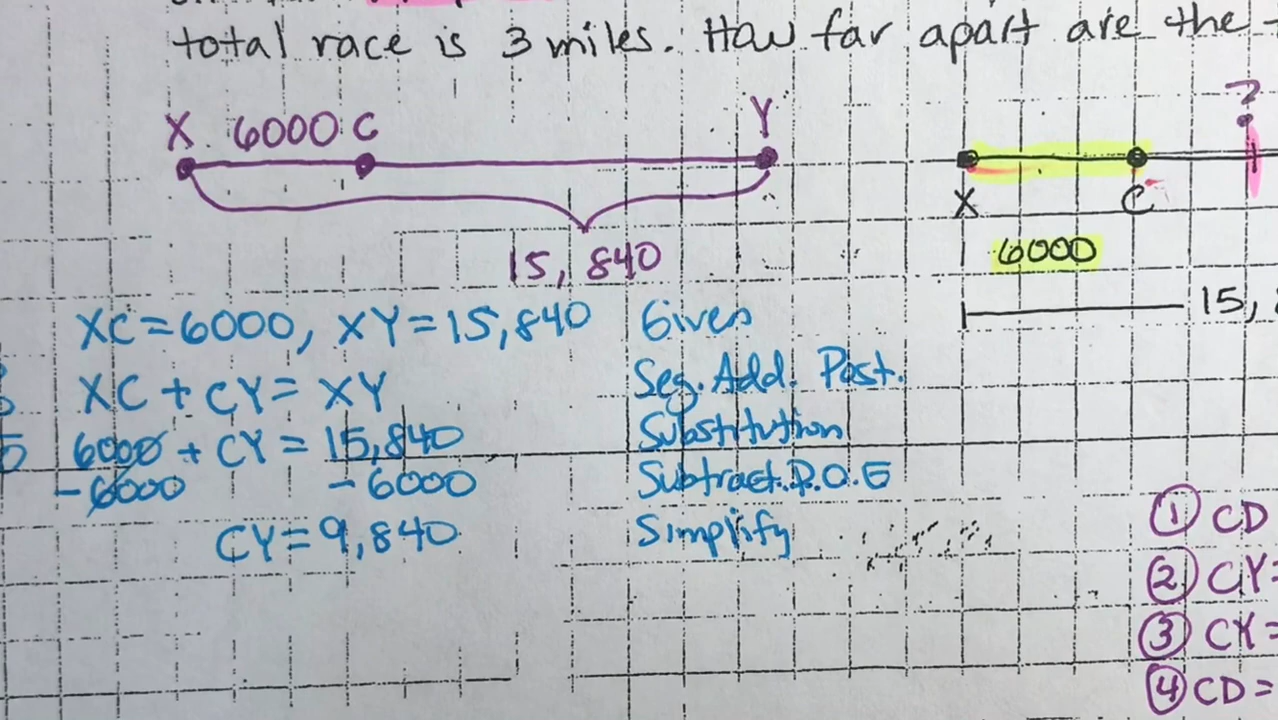 total race is 3 miles. How far apart are the
X 6000 C Y
15, 840
?
X C
6000
15,
XC = 6000, XY = 15,840 Given
XC + CY = XY Seg. Add. Post.
6000 + CY = 15,840 Substitution
-6000 -6000 Subtract. P.O.E
CY = 9,840 Simplify
① CD
② CY=
③ CY=
④ CD=